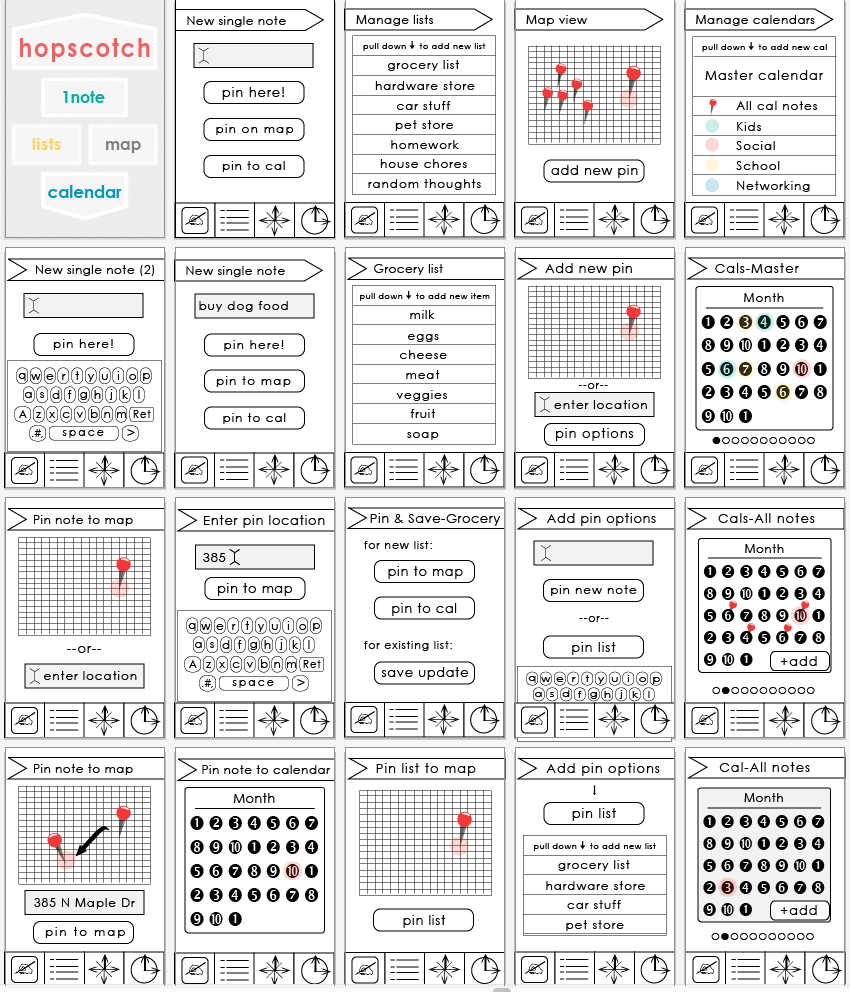 hopscotch
1note
lists
map
calendar
New single note
pin here!
pin on map
pin to cal
Manage lists
pull down ↓ to add new list
grocery list
hardware store
car stuff
pet store
homework
house chores
random thoughts
Map view
add new pin
Manage calendars
pull down ↓ to add new cal
Master calendar
All cal notes
Kids
Social
School
Networking
New single note (2)
pin here!
q w e r t y u i o p
a s d f g h j k l
A z x c v b n m Ret
# space >
New single note
buy dog food
pin here!
pin to map
pin to cal
Grocery list
pull down ↓ to add new item
milk
eggs
cheese
meat
veggies
fruit
soap
Add new pin
--or--
enter location
pin options
Cals-Master
Month
1 2 3 4 5 6 7
8 9 10 1 2 3 4
5 6 7 8 9 10 1
2 3 4 5 6 7 8
9 10 1
Pin note to map
--or--
enter location
Enter pin location
385
pin to map
q w e r t y u i o p
a s d f g h j k l
A z x c v b n m Ret
# space >
Pin & Save-Grocery
for new list:
pin to map
pin to cal
for existing list:
save update
Add pin options
pin new note
--or--
pin list
q w e r t y u i o p
a s d f g h j k l
Cals-All notes
Month
1 2 3 4 5 6 7
8 9 10 1 2 3 4
5 6 7 8 9 10 1
2 3 4 5 6 7 8
9 10 1 +add
Pin note to map
385 N Maple Dr
pin to map
Pin note to calendar
Month
1 2 3 4 5 6 7
8 9 10 1 2 3 4
5 6 7 8 9 10 1
2 3 4 5 6 7 8
9 10 1
Pin list to map
pin list
Add pin options
↓
pin list
pull down ↓ to add new list
grocery list
hardware store
car stuff
pet store
Cal-All notes
Month
1 2 3 4 5 6 7
8 9 10 1 2 3 4
5 6 7 8 9 10 1
2 3 4 5 6 7 8
9 10 1 +add